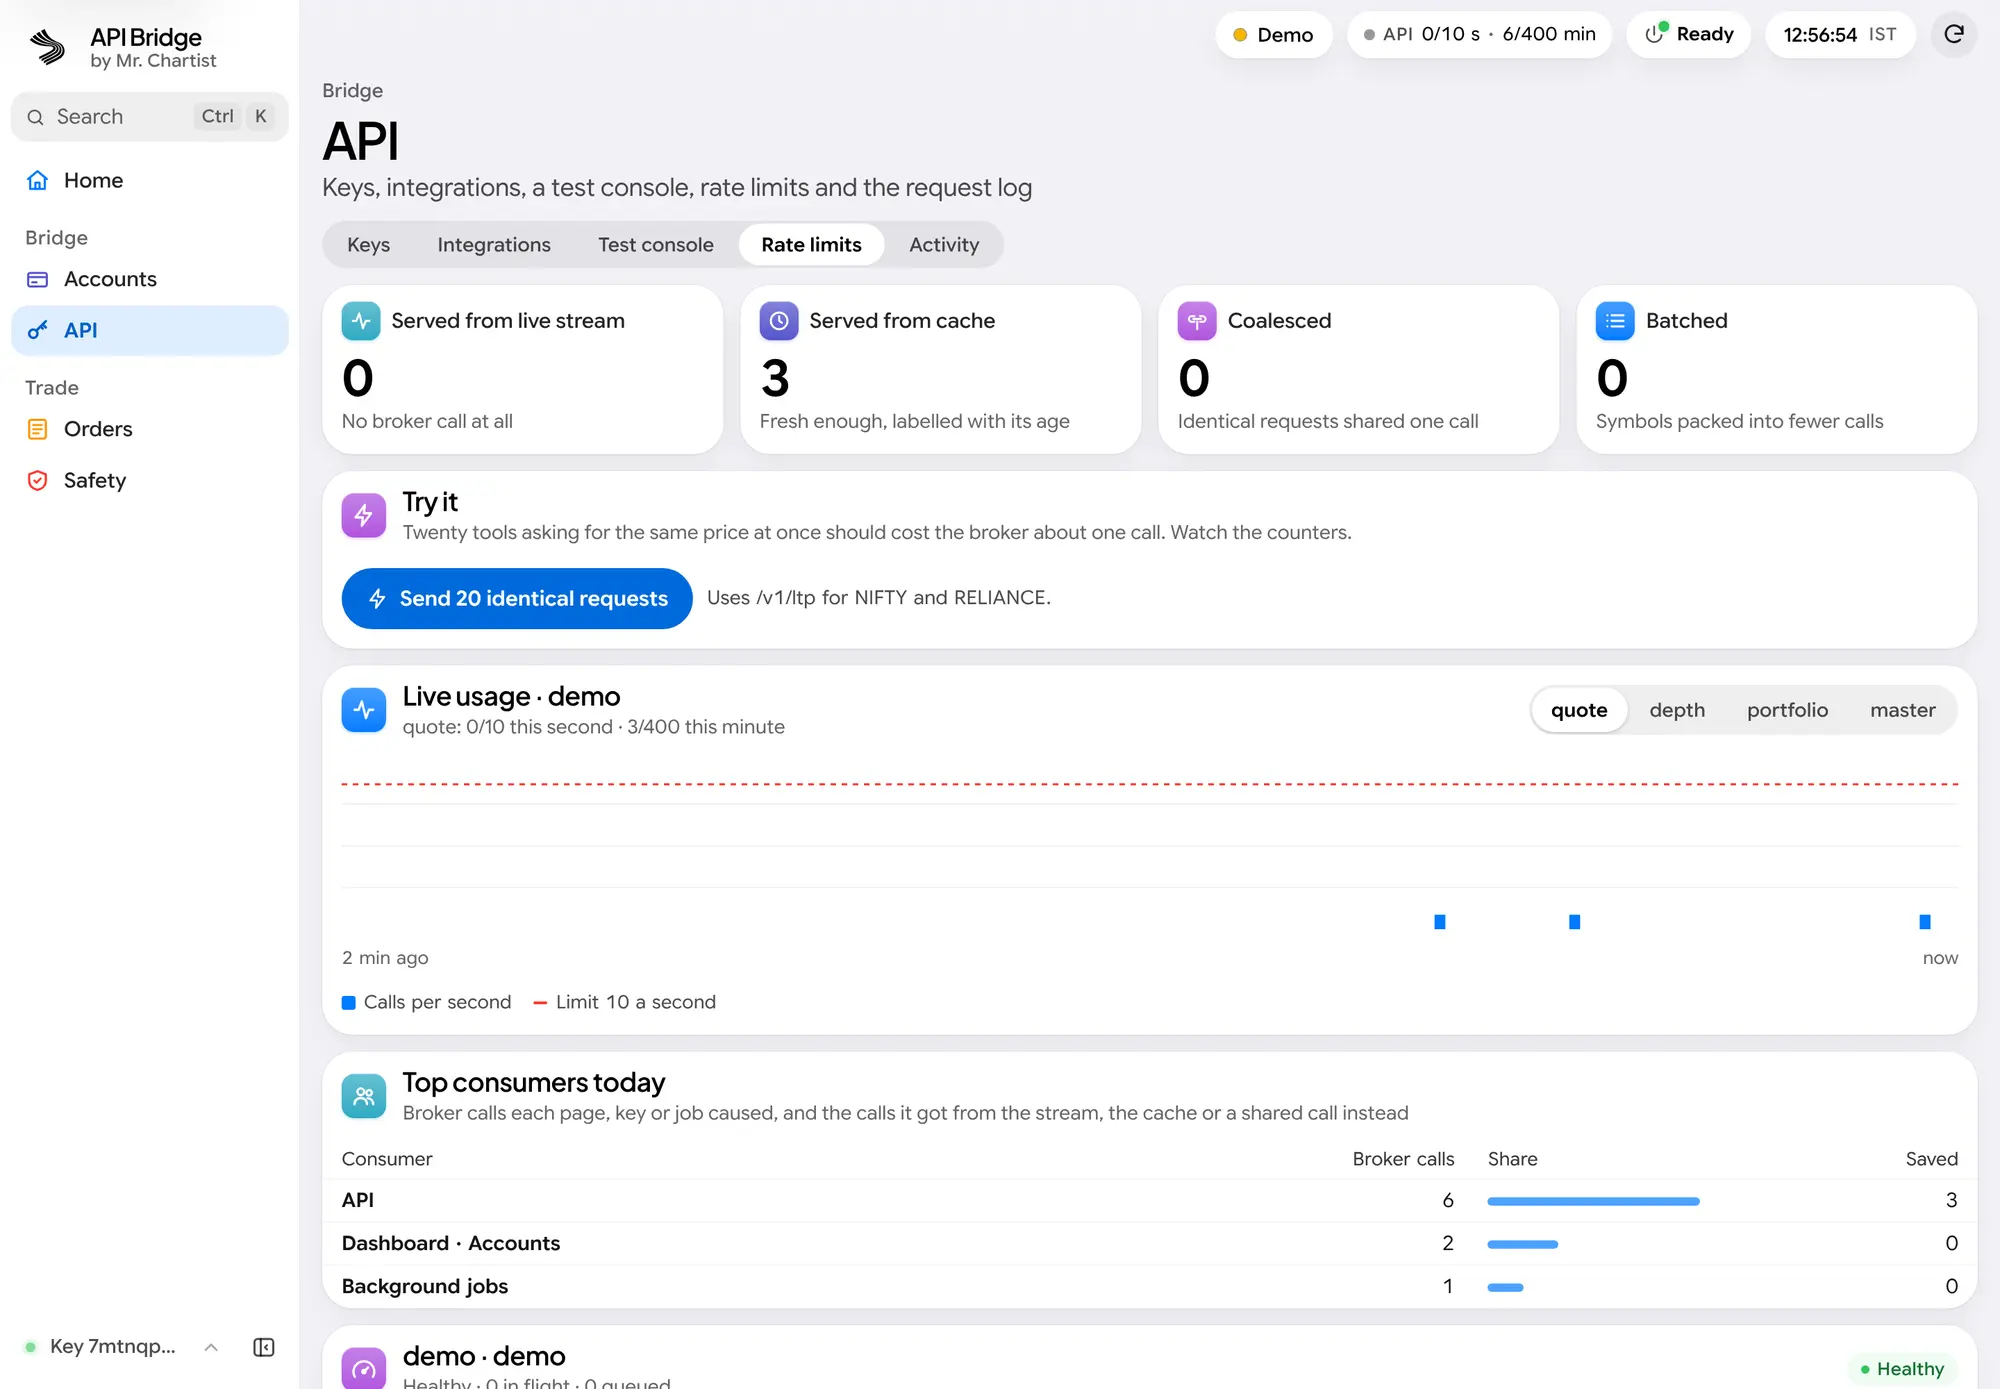 API Bridge
by Mr. Chartist
Search Ctrl K
Home
Bridge
Accounts
API
Trade
Orders
Safety
Key 7mtnqp...
Demo
API 0/10 s · 6/400 min
Ready
12:56:54 IST
Bridge
API
Keys, integrations, a test console, rate limits and the request log
Keys Integrations Test console Rate limits Activity
Served from live stream
0
No broker call at all
Served from cache
3
Fresh enough, labelled with its age
Coalesced
0
Identical requests shared one call
Batched
0
Symbols packed into fewer calls
Try it
Twenty tools asking for the same price at once should cost the broker about one call. Watch the counters.
Send 20 identical requests
Uses /v1/ltp for NIFTY and RELIANCE.
Live usage · demo
quote: 0/10 this second · 3/400 this minute
quote depth portfolio master
2 min ago now
Calls per second Limit 10 a second
Top consumers today
Broker calls each page, key or job caused, and the calls it got from the stream, the cache or a shared call instead
Consumer Broker calls Share Saved
API 6 3
Dashboard · Accounts 2 0
Background jobs 1 0
demo · demo
Healthy · 0 in flight · 0 queued
Healthy